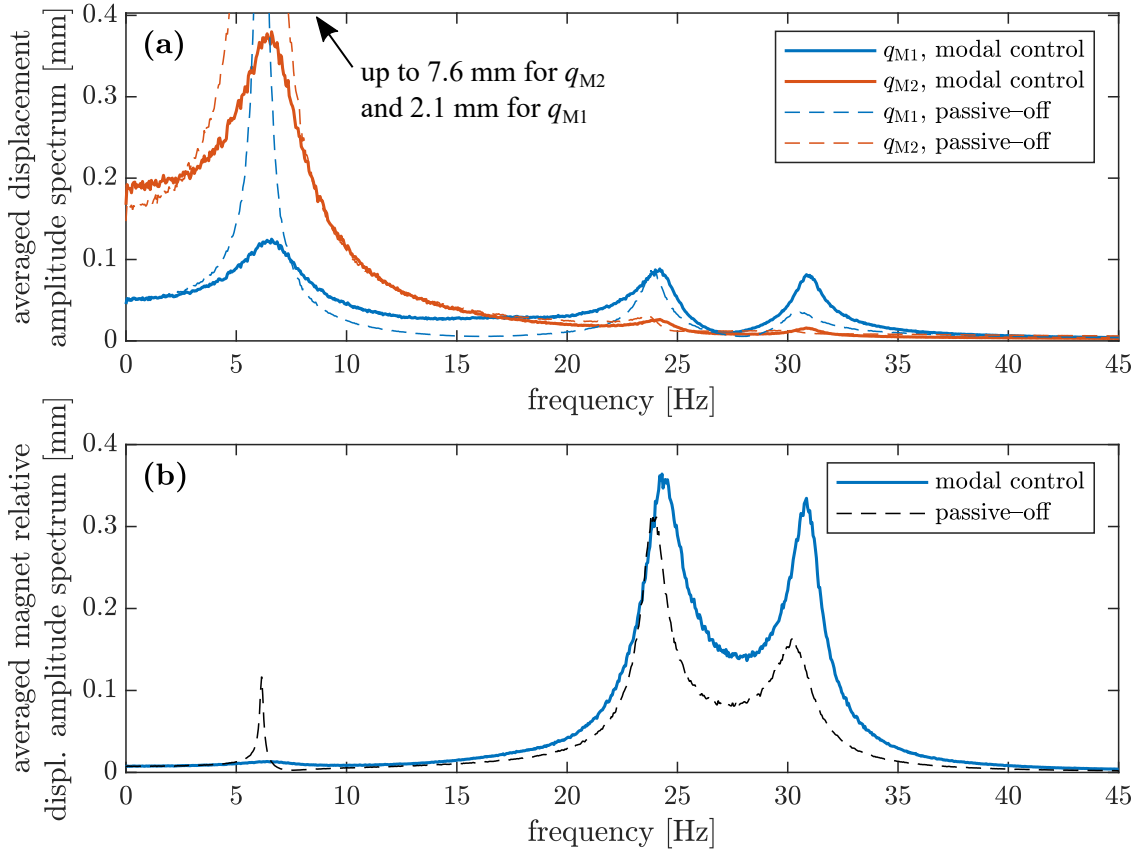 (a)
averaged displacement
amplitude spectrum [mm]
0.4
0.3
0.2
0.1
0
up to 7.6 mm for qM2
and 2.1 mm for qM1
qM1, modal control
qM2, modal control
qM1, passive–off
qM2, passive–off
0 5 10 15 20 25 30 35 40 45
frequency [Hz]
(b)
averaged magnet relative
displ. amplitude spectrum [mm]
0.4
0.3
0.2
0.1
0
modal control
passive–off
0 5 10 15 20 25 30 35 40 45
frequency [Hz]